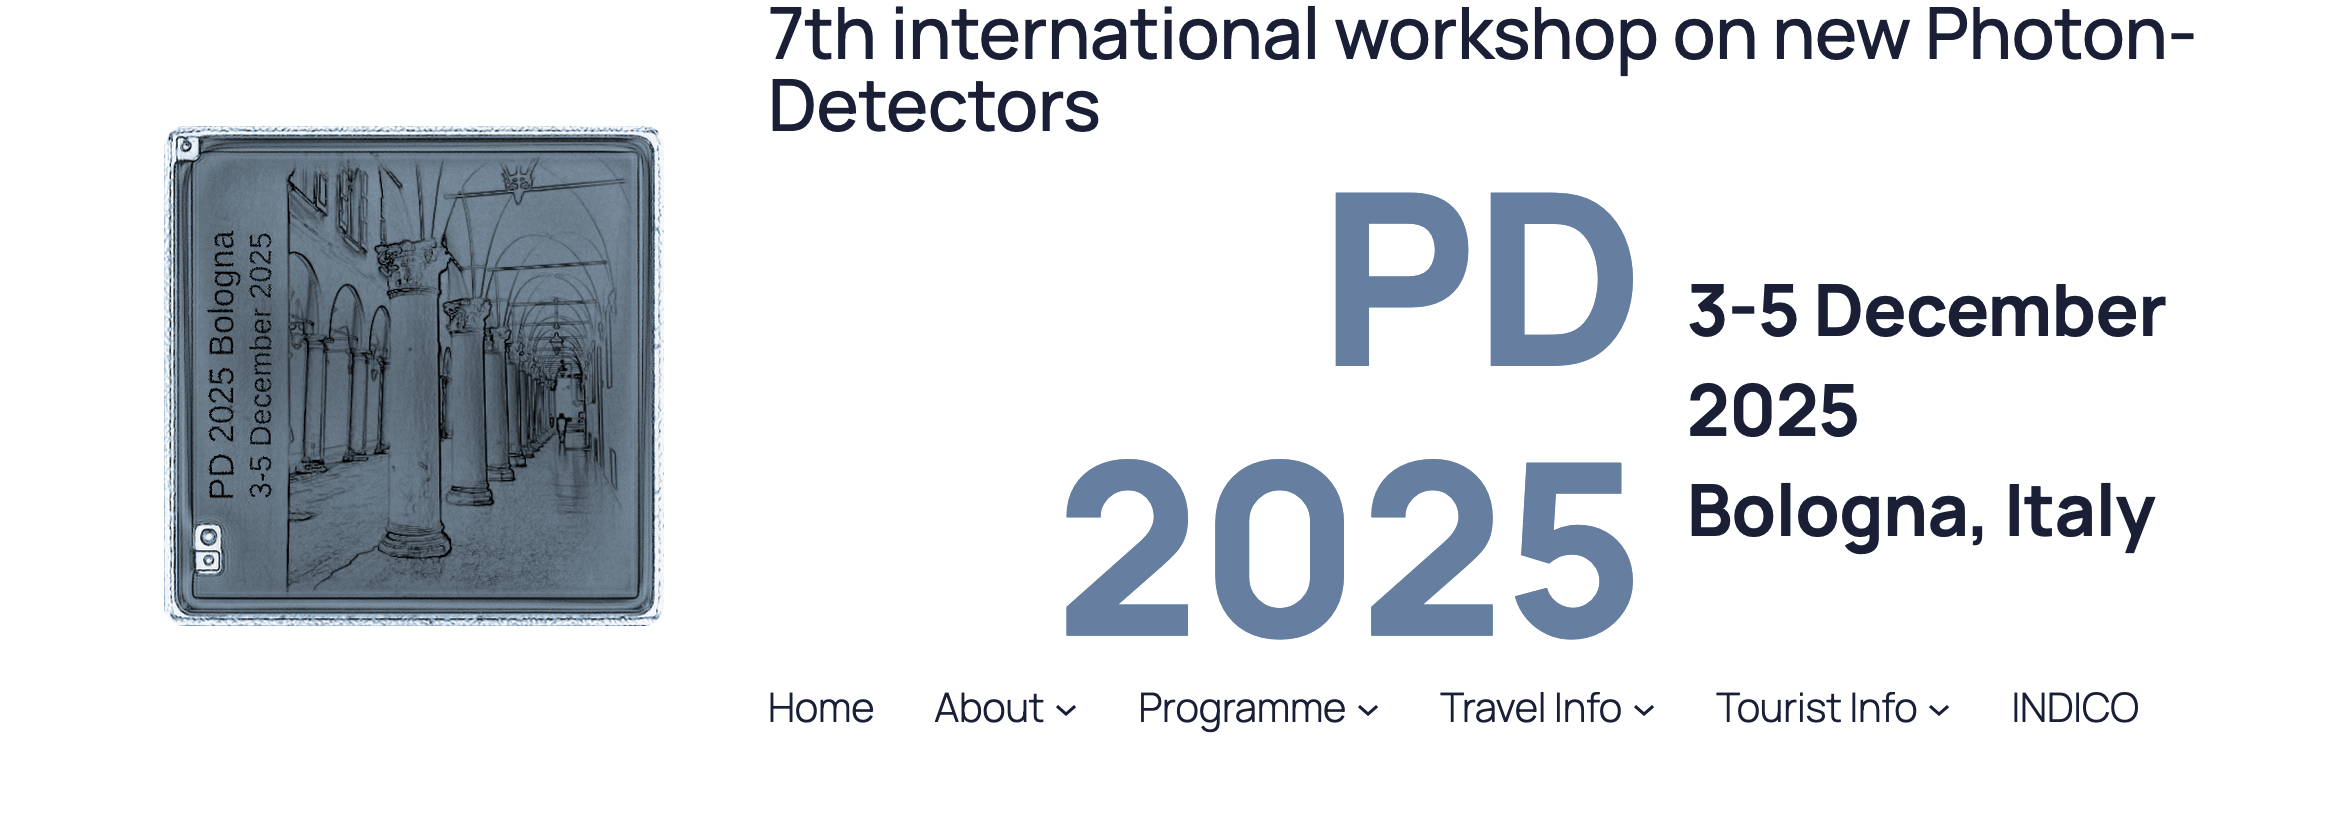 7th international workshop on new Photon-
Detectors
PD 2025 Bologna
3-5 December 2025
PD
2025
3-5 December
2025
Bologna, Italy
Home About Programme Travel Info Tourist Info INDICO